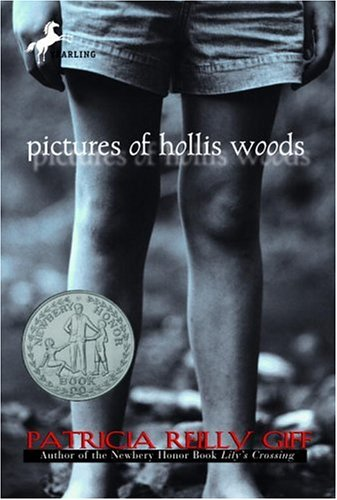 YEARLING
pictures of hollis woods
NEWBERY HONOR
BOOK
PATRICIA REILLY GIFF
Author of the Newbery Honor Book Lily's Crossing